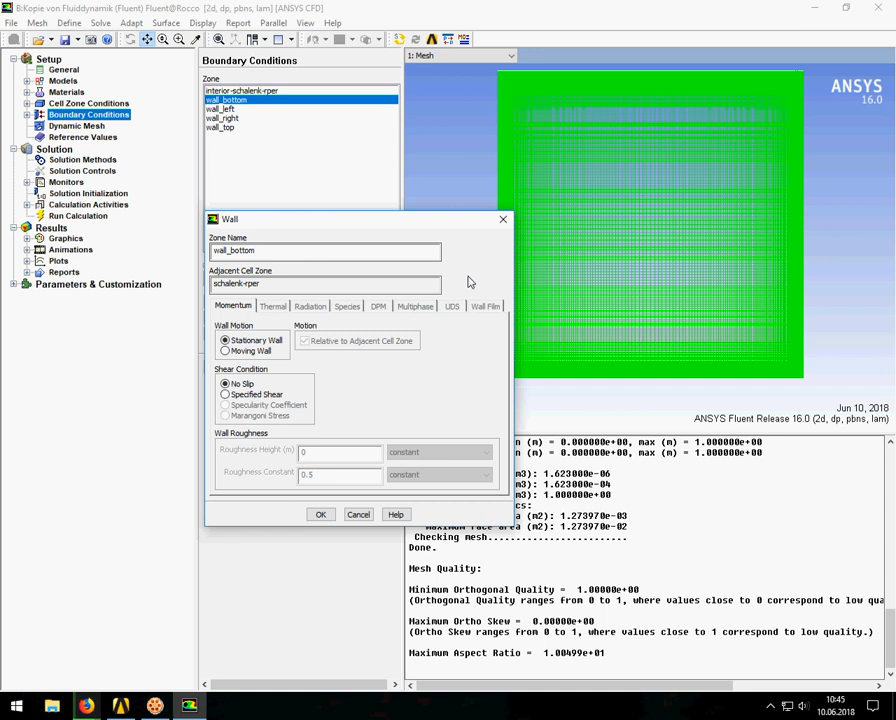 B:Kopie von Fluiddynamik (Fluent) Fluent@Rocco [2d, dp, pbns, lam] [ANSYS CFD]
File Mesh Define Solve Adapt Surface Display Report Parallel View Help
Setup
General
Models
Materials
Cell Zone Conditions
Boundary Conditions
Dynamic Mesh
Reference Values
Solution
Solution Methods
Solution Controls
Monitors
Solution Initialization
Calculation Activities
Run Calculation
Results
Graphics
Animations
Plots
Reports
Parameters & Customization
Boundary Conditions
Zone
interior-schalenk-rper
wall_bottom
wall_left
wall_right
wall_top
Wall
Zone Name
wall_bottom
Adjacent Cell Zone
schalenk-rper
Momentum Thermal Radiation Species DPM Multiphase UDS Wall Film
Wall Motion
Stationary Wall
Moving Wall
Motion
Relative to Adjacent Cell Zone
Shear Condition
No Slip
Specified Shear
Specularity Coefficient
Marangoni Stress
Wall Roughness
Roughness Height (m) 0 constant
Roughness Constant 0.5 constant
OK Cancel Help
1: Mesh
ANSYS
16.0
Jun 10, 2018
ANSYS Fluent Release 16.0 (2d, dp, pbns, lam)
n (m) = 0.000000e+00, max (m) = 1.000000e+00
n (m) = 0.000000e+00, max (m) = 1.000000e+00
m3): 1.623000e-06
m3): 1.623000e-04
m3): 1.000000e+00
cs:
a (m2): 1.273970e-03
Maximum face area (m2): 1.273970e-02
Checking mesh.........................
Done.
Mesh Quality:
Minimum Orthogonal Quality = 1.00000e+00
(Orthogonal Quality ranges from 0 to 1, where values close to 0 correspond to low qua
Maximum Ortho Skew = 0.00000e+00
(Ortho Skew ranges from 0 to 1, where values close to 1 correspond to low quality.)
Maximum Aspect Ratio = 1.00499e+01
10:45
10.06.2018